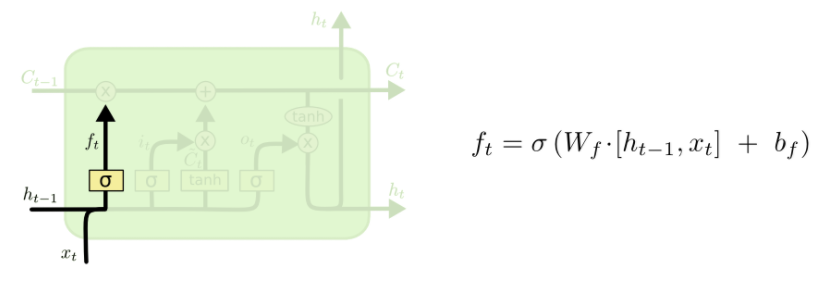 h_t
C_{t-1}
C_t
x
+
tanh
f_t
i_t
x
o_t
x
C̃_t
σ
σ
tanh
σ
h_{t-1}
h_t
x_t
f_t = σ (W_f·[h_{t-1}, x_t] + b_f)